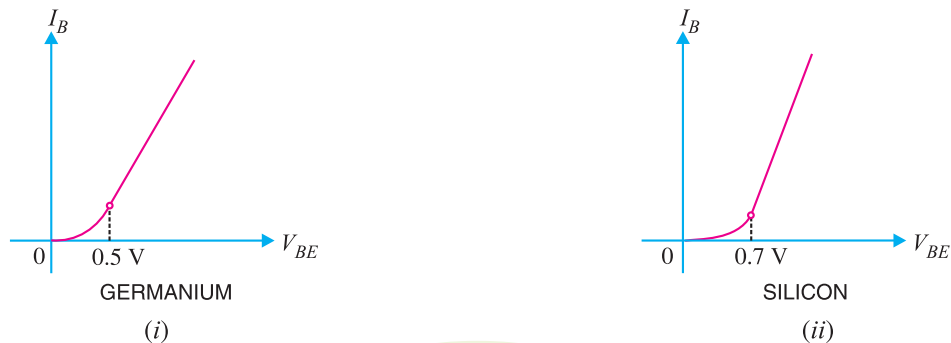 I_B
0
0.5 V
V_BE
GERMANIUM
(i)
I_B
0
0.7 V
V_BE
SILICON
(ii)